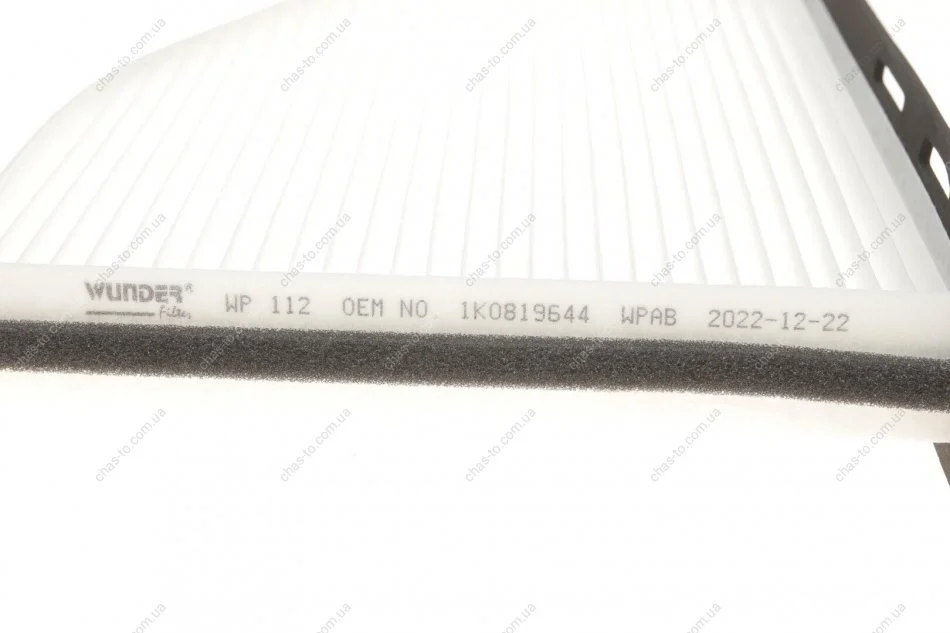 WUNDER® Filter WP 112 OEM NO. 1K0819644 WPAB 2022-12-22
chas-to.com.ua